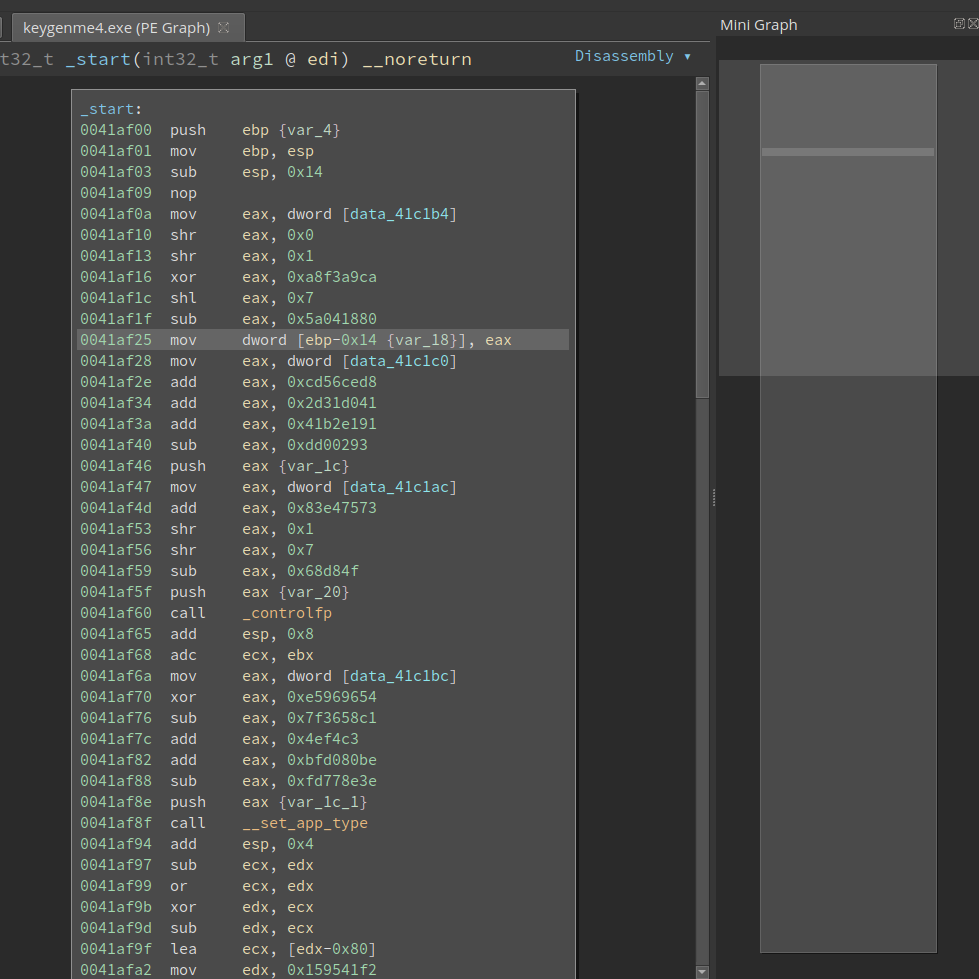 keygenme4.exe (PE Graph)
Mini Graph
t32_t _start(int32_t arg1 @ edi) __noreturn
Disassembly
_start:
0041af00 push ebp {var_4}
0041af01 mov ebp, esp
0041af03 sub esp, 0x14
0041af09 nop
0041af0a mov eax, dword [data_41c1b4]
0041af10 shr eax, 0x0
0041af13 shr eax, 0x1
0041af16 xor eax, 0xa8f3a9ca
0041af1c shl eax, 0x7
0041af1f sub eax, 0x5a041880
0041af25 mov dword [ebp-0x14 {var_18}], eax
0041af28 mov eax, dword [data_41c1c0]
0041af2e add eax, 0xcd56ced8
0041af34 add eax, 0x2d31d041
0041af3a add eax, 0x41b2e191
0041af40 sub eax, 0xdd00293
0041af46 push eax {var_1c}
0041af47 mov eax, dword [data_41c1ac]
0041af4d add eax, 0x83e47573
0041af53 shr eax, 0x1
0041af56 shr eax, 0x7
0041af59 sub eax, 0x68d84f
0041af5f push eax {var_20}
0041af60 call _controlfp
0041af65 add esp, 0x8
0041af68 adc ecx, ebx
0041af6a mov eax, dword [data_41c1bc]
0041af70 xor eax, 0xe5969654
0041af76 sub eax, 0x7f3658c1
0041af7c add eax, 0x4ef4c3
0041af82 add eax, 0xbfd080be
0041af88 sub eax, 0xfd778e3e
0041af8e push eax {var_1c_1}
0041af8f call __set_app_type
0041af94 add esp, 0x4
0041af97 sub ecx, edx
0041af99 or ecx, edx
0041af9b xor edx, ecx
0041af9d sub edx, ecx
0041af9f lea ecx, [edx-0x80]
0041afa2 mov edx, 0x159541f2